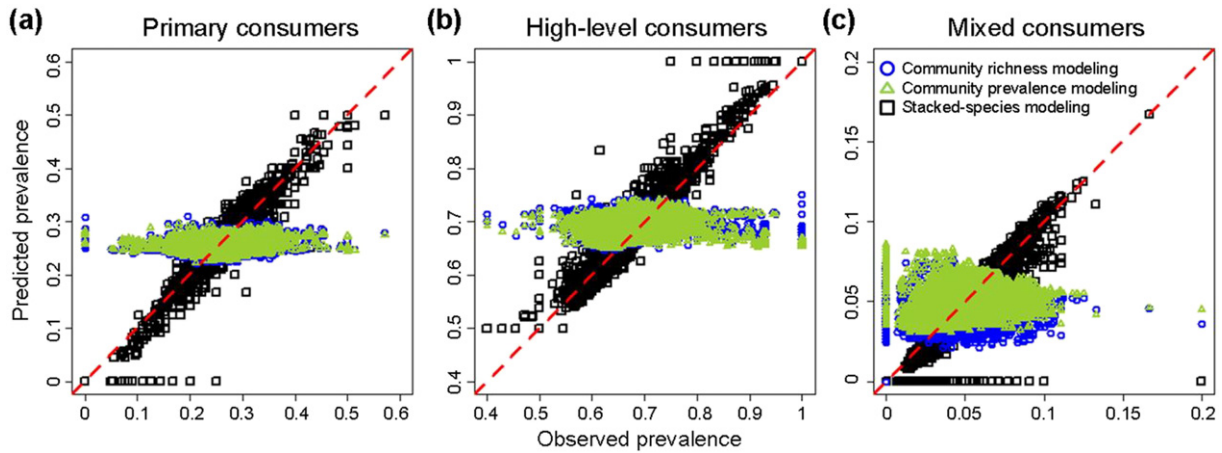 (a) Primary consumers
(b) High-level consumers
(c) Mixed consumers
Community richness modeling
Community prevalence modeling
Stacked-species modeling
Predicted prevalence
0.6
0.5
0.4
0.3
0.2
0.1
0
0 0.1 0.2 0.3 0.4 0.5 0.6
1
0.9
0.8
0.7
0.6
0.5
0.4
0.4 0.5 0.6 0.7 0.8 0.9 1
0.2
0.15
0.10
0.05
0
0 0.05 0.1 0.15 0.2
Observed prevalence